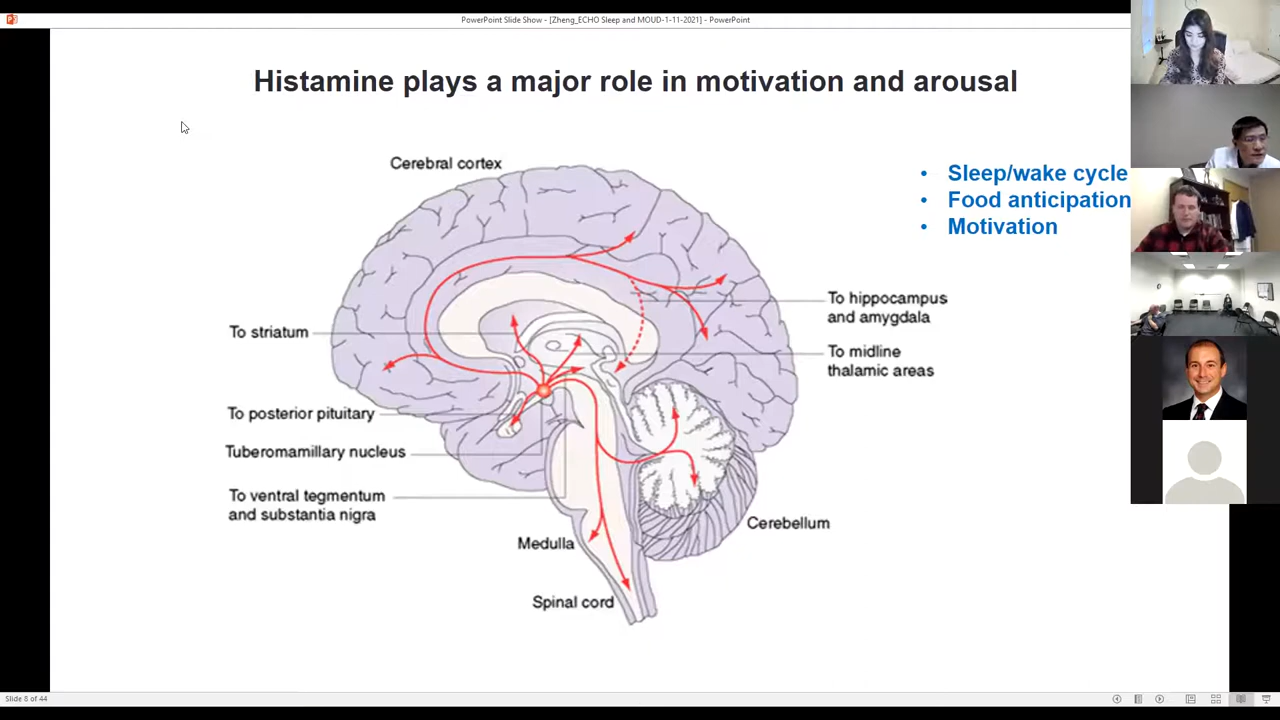 PowerPoint Slide Show - [Zheng_ECHO Sleep and MOUD-1-11-2021] - PowerPoint
Histamine plays a major role in motivation and arousal
• Sleep/wake cycle
• Food anticipation
• Motivation
Cerebral cortex
To hippocampus
and amygdala
To striatum
To midline
thalamic areas
To posterior pituitary
Tuberomamillary nucleus
To ventral tegmentum
and substantia nigra
Cerebellum
Medulla
Spinal cord
Slide 8 of 44